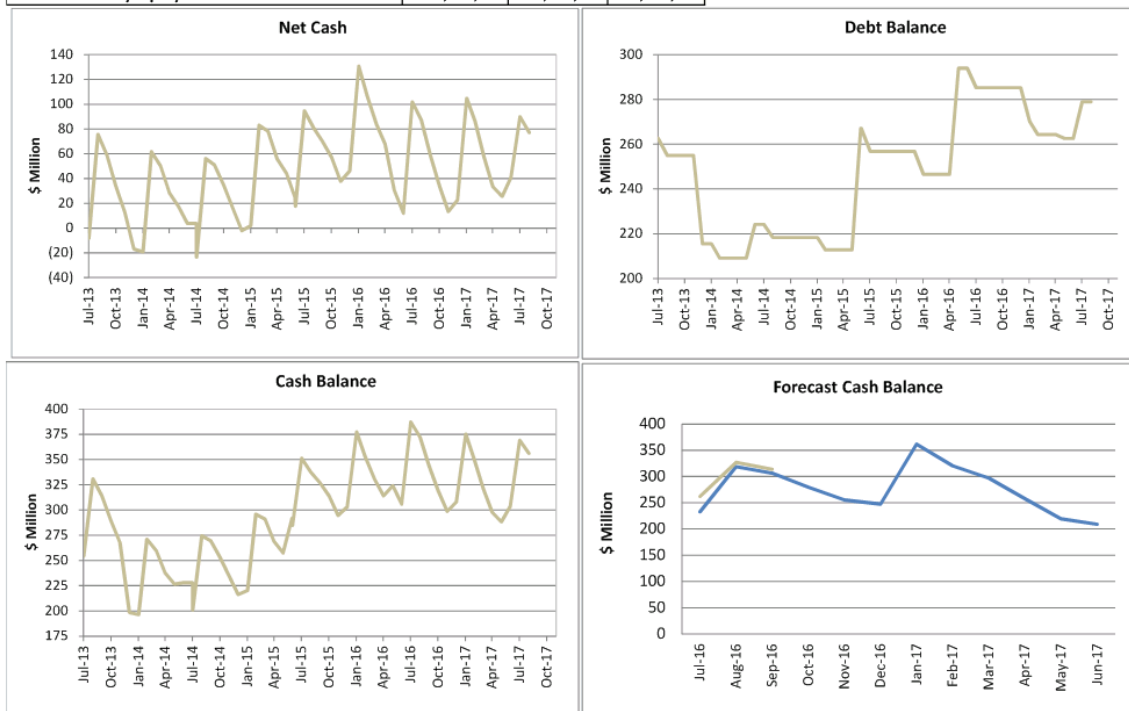 Net Cash
$ Million
140
120
100
80
60
40
20
0
(20)
(40)
Jul-13
Oct-13
Jan-14
Apr-14
Jul-14
Oct-14
Jan-15
Apr-15
Jul-15
Oct-15
Jan-16
Apr-16
Jul-16
Oct-16
Jan-17
Apr-17
Jul-17
Oct-17
Debt Balance
$ Million
300
280
260
240
220
200
Jul-13
Oct-13
Jan-14
Apr-14
Jul-14
Oct-14
Jan-15
Apr-15
Jul-15
Oct-15
Jan-16
Apr-16
Jul-16
Oct-16
Jan-17
Apr-17
Jul-17
Oct-17
Cash Balance
$ Million
400
375
350
325
300
275
250
225
200
175
Jul-13
Oct-13
Jan-14
Apr-14
Jul-14
Oct-14
Jan-15
Apr-15
Jul-15
Oct-15
Jan-16
Apr-16
Jul-16
Oct-16
Jan-17
Apr-17
Jul-17
Oct-17
Forecast Cash Balance
$ Million
400
350
300
250
200
150
100
50
0
Jul-16
Aug-16
Sep-16
Oct-16
Nov-16
Dec-16
Jan-17
Feb-17
Mar-17
Apr-17
May-17
Jun-17